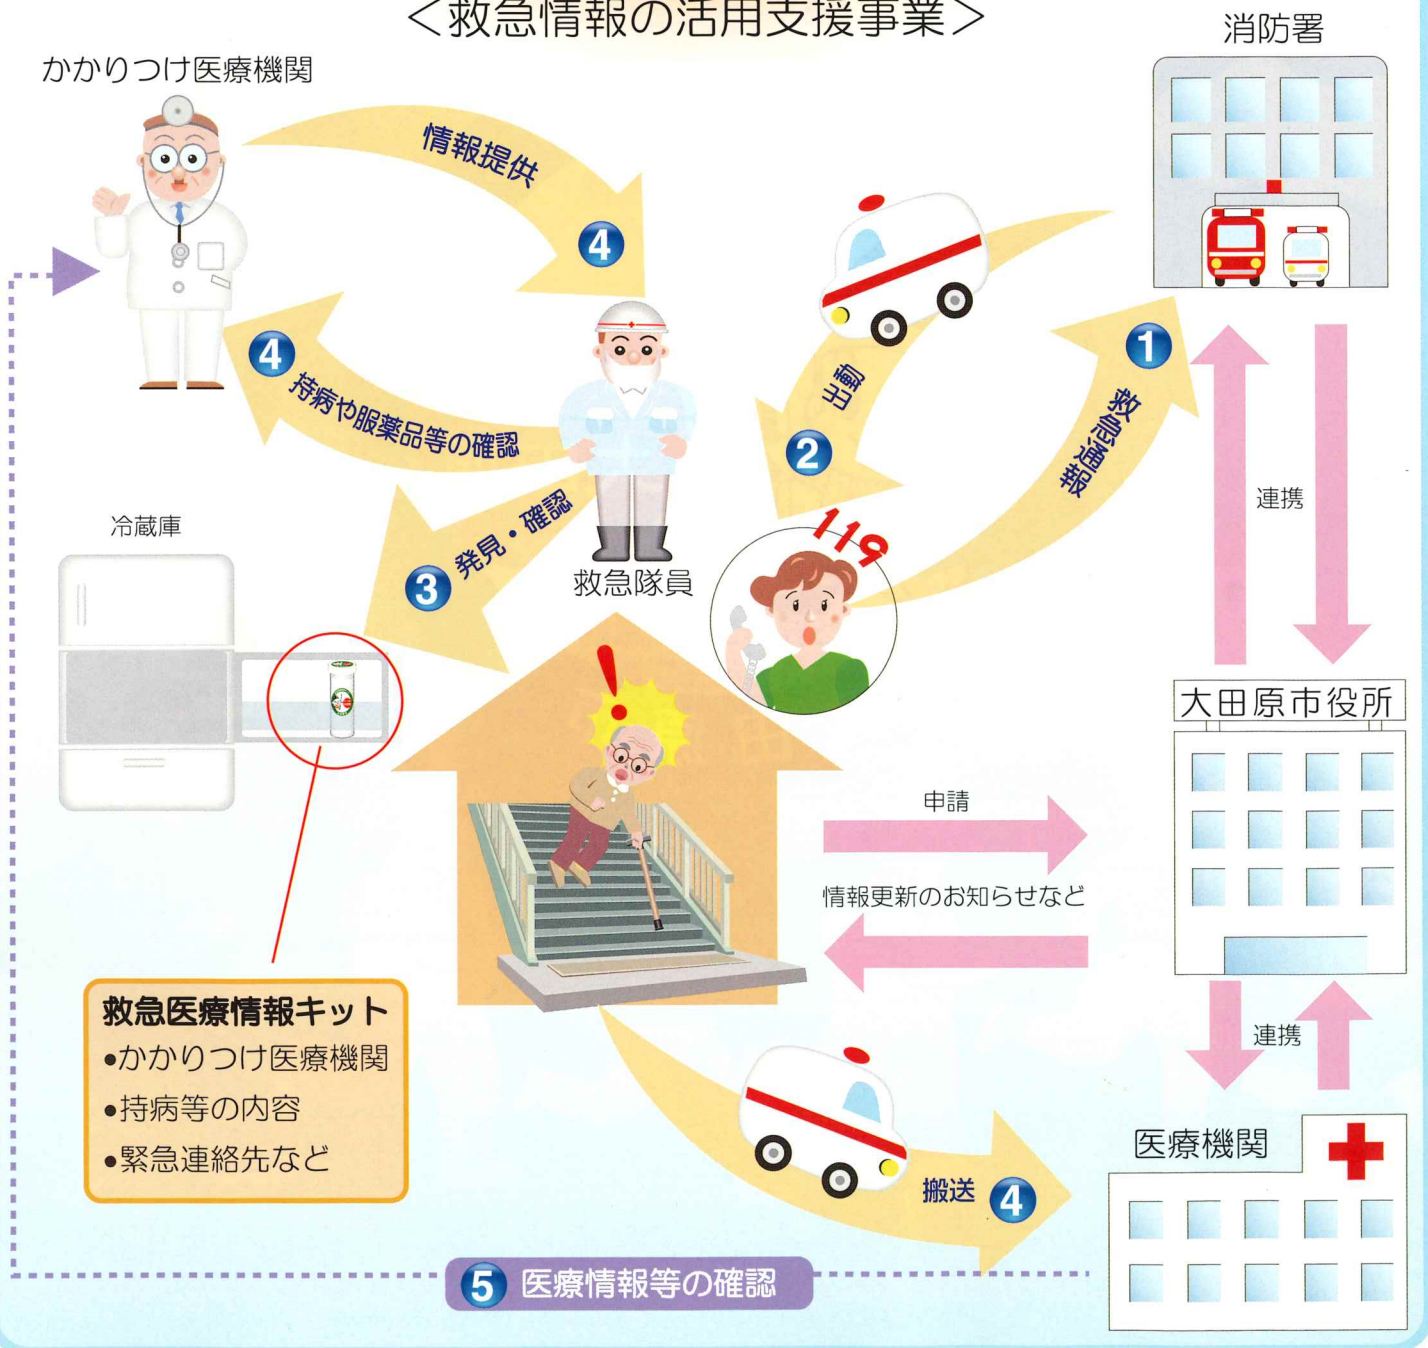 <救急情報の活用支援事業>
消防署
かかりつけ医療機関
情報提供
4
1
救急通報
出動
2
4
持病や服薬品等の確認
連携
119
冷蔵庫
3
発見・確認
救急隊員
大田原市役所
申請
情報更新のお知らせなど
救急医療情報キット
•かかりつけ医療機関
•持病等の内容
•緊急連絡先など
連携
医療機関
搬送
4
5 医療情報等の確認